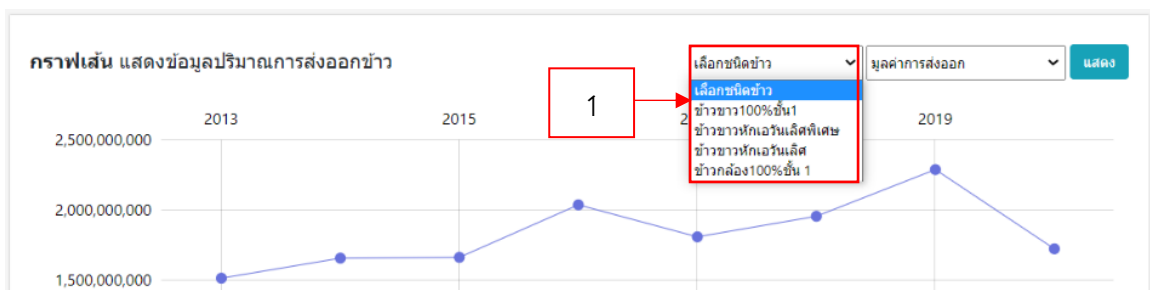 กราฟเส้น แสดงข้อมูลปริมาณการส่งออกข้าว
เลือกชนิดข้าว มูลค่าการส่งออก แสดง
เลือกชนิดข้าว
ข้าวขาว100%ชั้น1
ข้าวขาวหักเอวันเลิศพิเศษ
ข้าวขาวหักเอวันเลิศ
ข้าวกล้อง100%ชั้น 1
1
2013 2015 2019
2,500,000,000
2,000,000,000
1,500,000,000